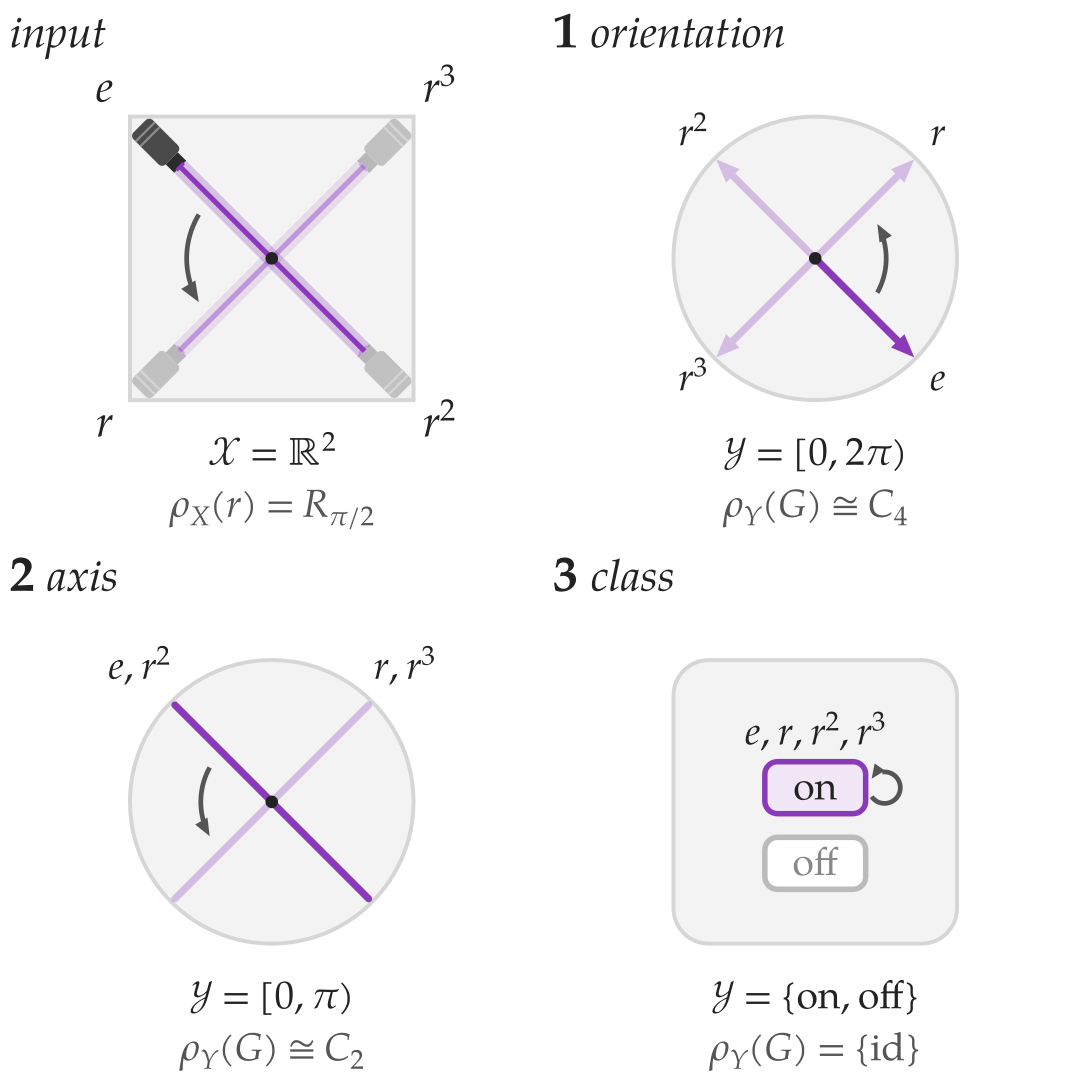 input
e
r³
r
r²
𝒳 = ℝ²
ρ_X(r) = R_{π/2}
1 orientation
r²
r
r³
e
𝒴 = [0, 2π)
ρ_Y(G) ≅ C₄
2 axis
e, r²
r, r³
𝒴 = [0, π)
ρ_Y(G) ≅ C₂
3 class
e, r, r², r³
on
off
𝒴 = {on, off}
ρ_Y(G) = {id}